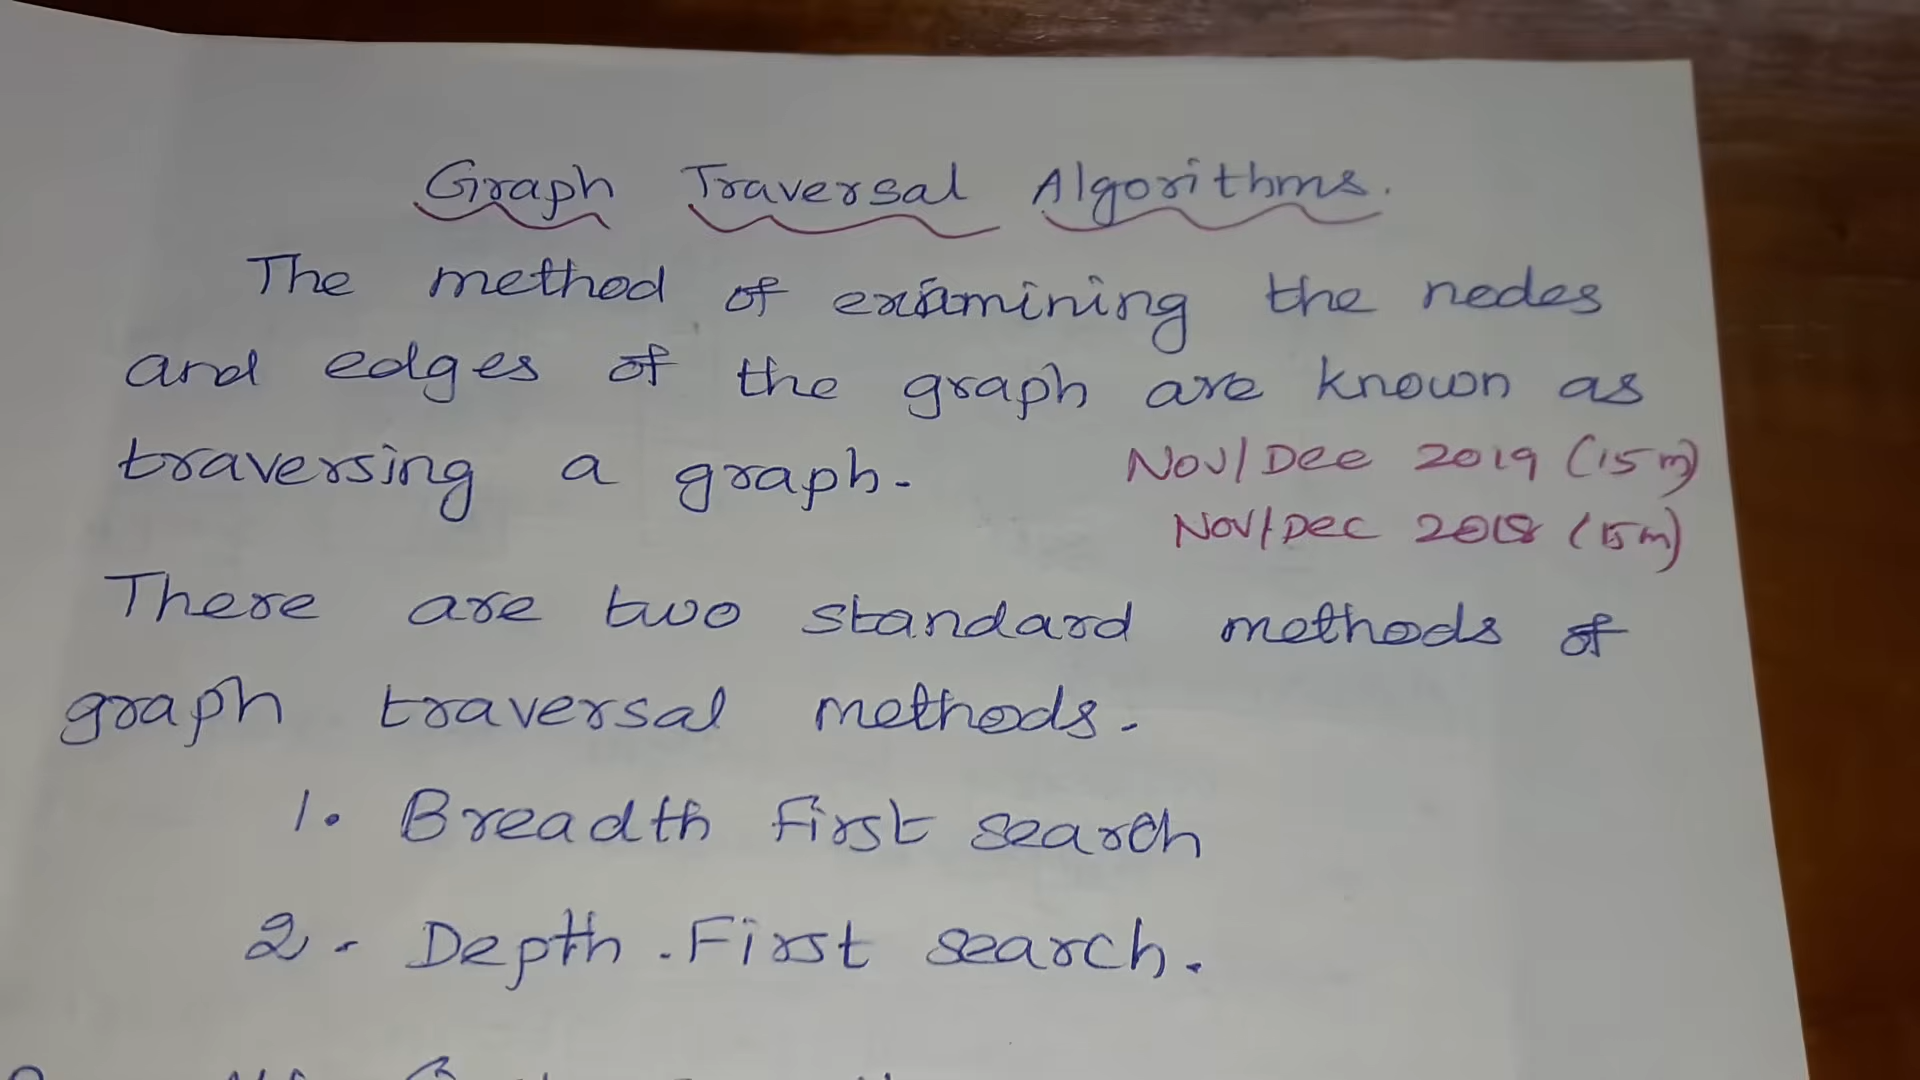 Graph Traversal Algorithms.
The method of examining the nodes
and edges of the graph are known as
traversing a graph.
Nov/Dec 2019 (15m)
Nov/Dec 2018 (15m)
There are two standard methods of
graph traversal methods.
1. Breadth First search
2. Depth. First search.